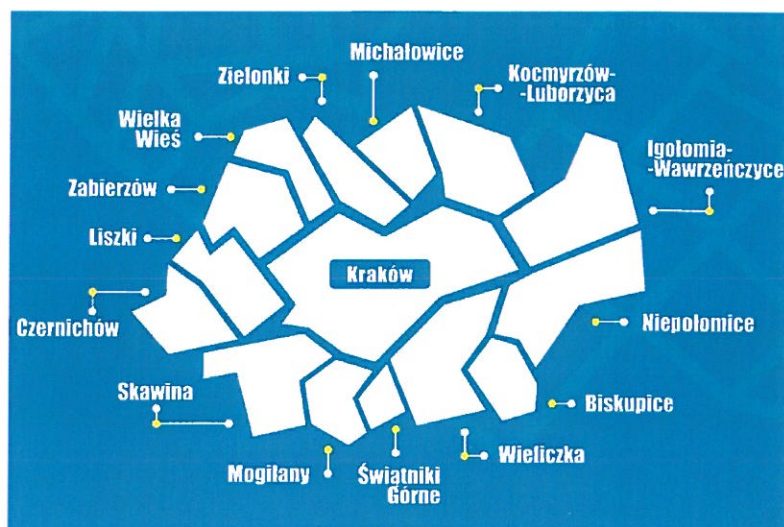 Michałowice
Zielonki
Kocmyrzów-
-Luborzyca
Wielka
Wieś
Igołomia-
-Wawrzeńczyce
Zabierzów
Liszki
Kraków
Czernichów
Niepołomice
Skawina
Biskupice
Mogilany
Świątniki
Górne
Wieliczka